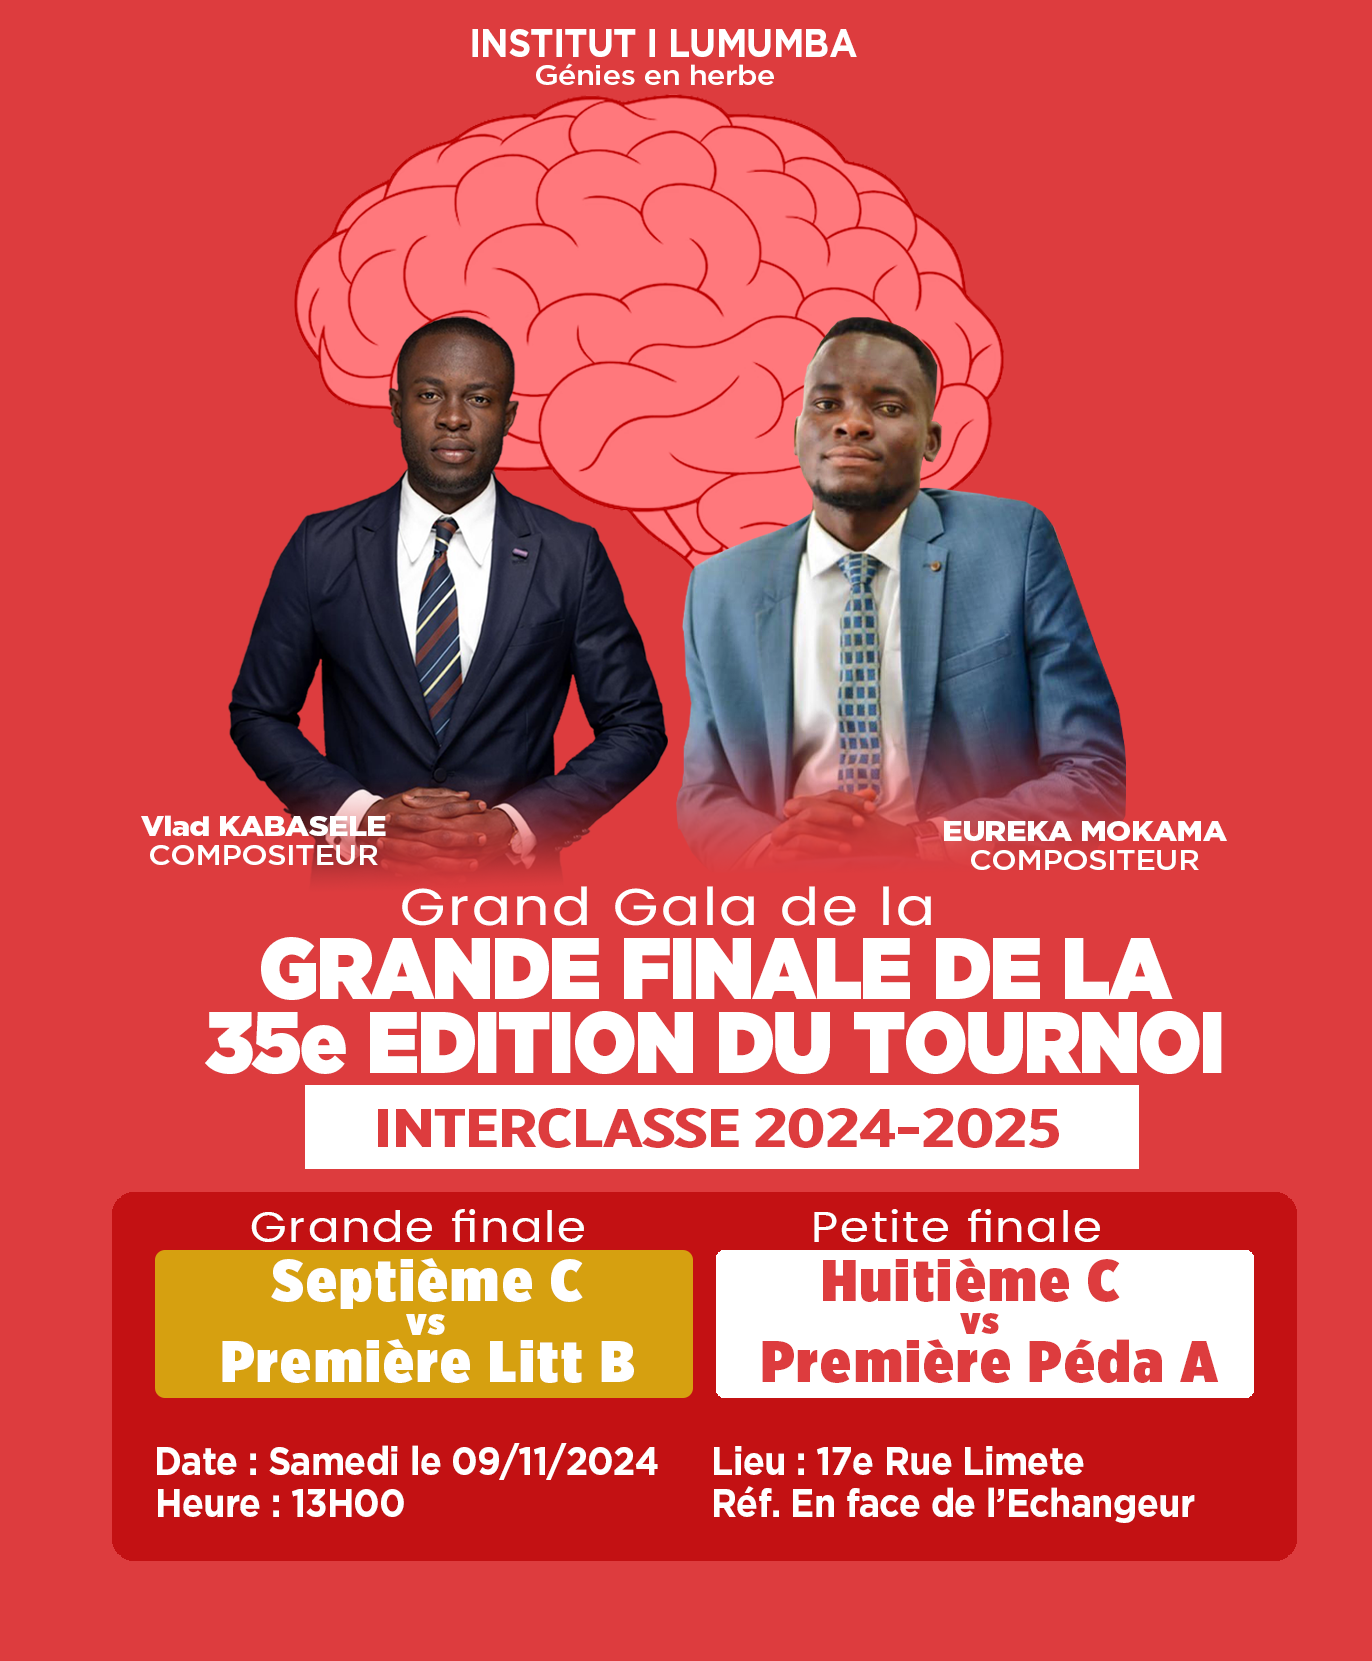 INSTITUT I LUMUMBA
Génies en herbe
Vlad KABASELE
COMPOSITEUR
EUREKA MOKAMA
COMPOSITEUR
Grand Gala de la
GRANDE FINALE DE LA
35e EDITION DU TOURNOI
INTERCLASSE 2024-2025
Grande finale
Septième C
vs
Première Litt B
Petite finale
Huitième C
vs
Première Péda A
Date : Samedi le 09/11/2024
Heure : 13H00
Lieu : 17e Rue Limete
Réf. En face de l’Echangeur